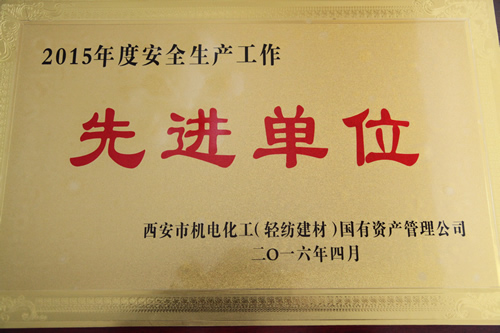 2015年度安全生产工作
先进单位
西安市机电化工(轻纺建材)国有资产管理公司
二〇一六年四月